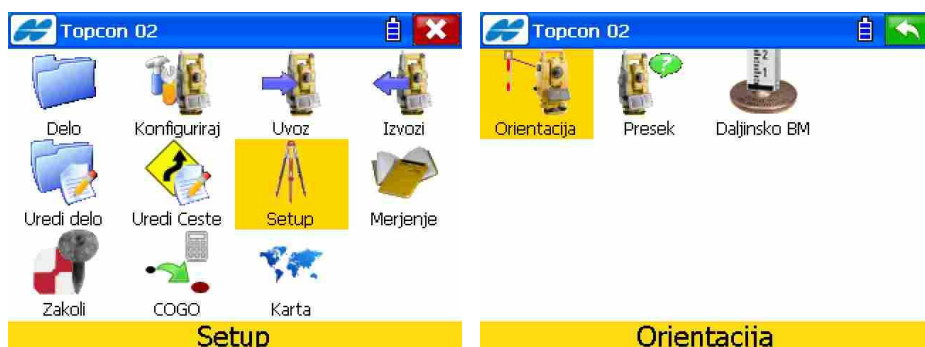 Topcon 02
Delo Konfiguriraj Uvoz Izvozi
Uredi delo Uredi Ceste Setup Merjenje
Zakoli COGO Karta
Setup
Topcon 02
Orientacija Presek Daljinsko BM
Orientacija